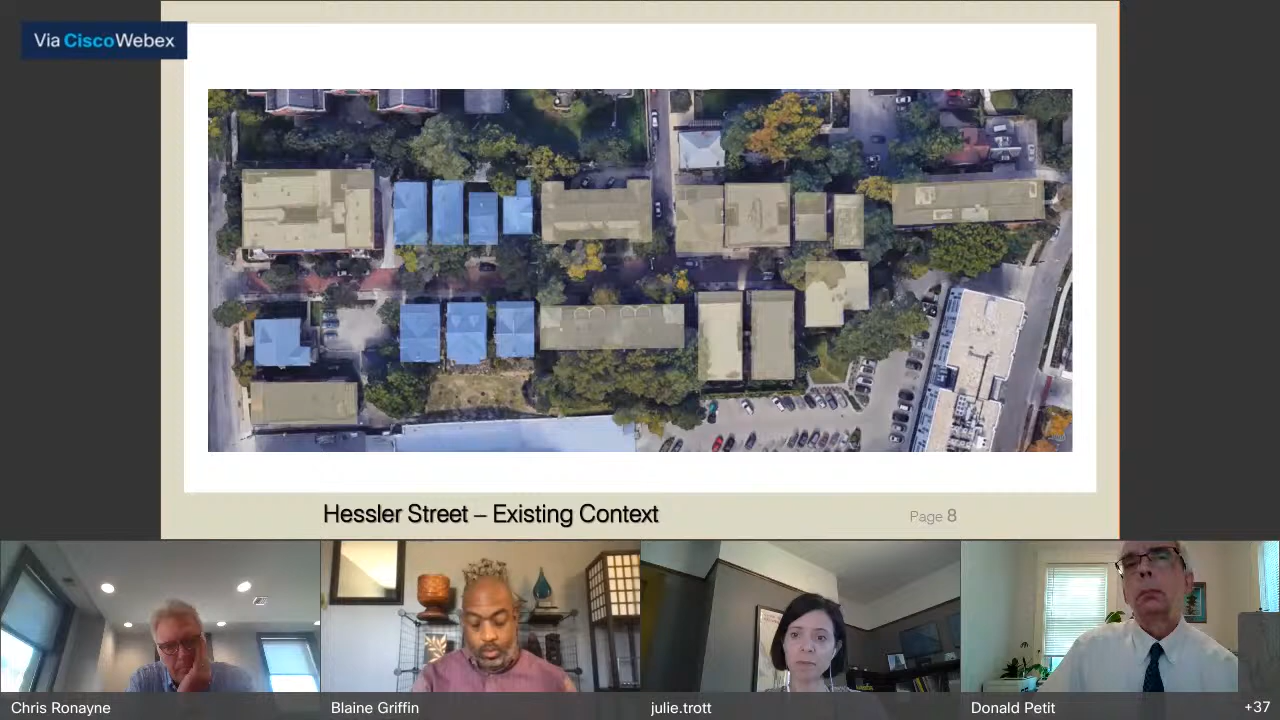 Via CiscoWebex
Hessler Street – Existing Context
Page 8
Chris Ronayne
Blaine Griffin
julie.trott
Donald Petit
+37